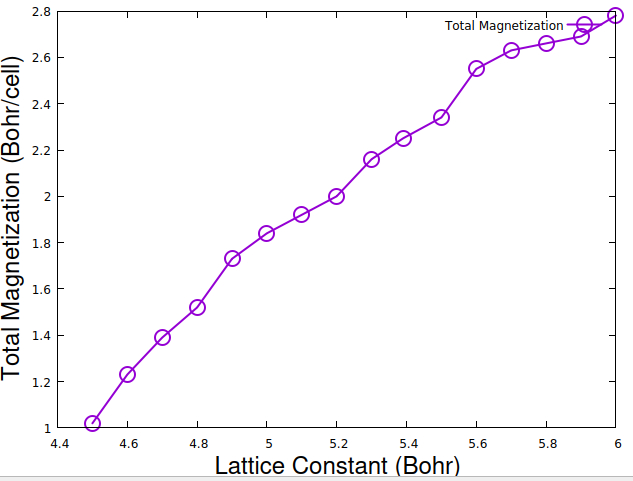 2.8
Total Magnetization
2.6
2.4
2.2
2
1.8
1.6
1.4
1.2
1
Total Magnetization (Bohr/cell)
4.4 4.6 4.8 5 5.2 5.4 5.6 5.8 6
Lattice Constant (Bohr)